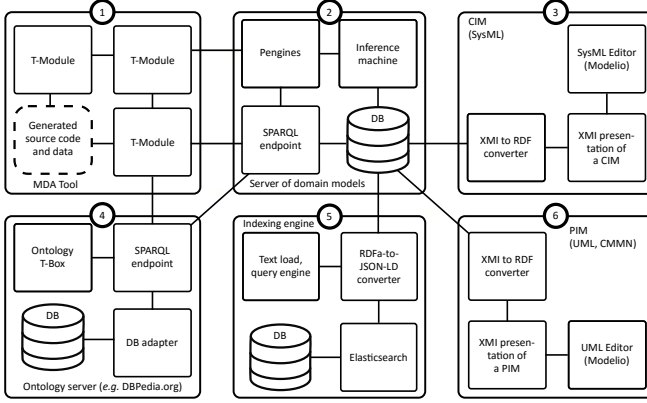 1
T-Module
T-Module
Generated
source code
and data
T-Module
MDA Tool
2
Pengines
Inference
machine
SPARQL
endpoint
DB
Server of domain models
3
CIM
(SysML)
SysML Editor
(Modelio)
XMI to RDF
converter
XMI presen-
tation of
a CIM
4
Ontology
T-Box
SPARQL
endpoint
DB
DB adapter
Ontology server (e.g. DBPedia.org)
5
Indexing engine
Text load,
query engine
RDFa-to-
JSON-LD
converter
DB
Elasticsearch
6
PIM
(UML, CMMN)
XMI to RDF
converter
XMI presen-
tation of
a PIM
UML Editor
(Modelio)